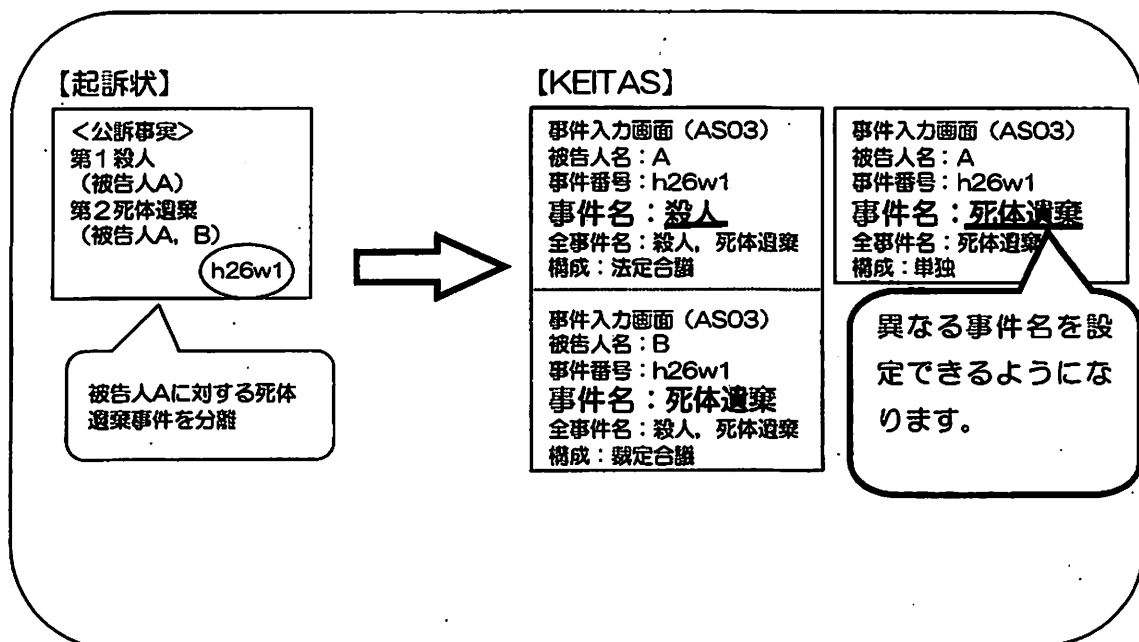 【起訴状】
<公訴事実>
第1殺人
(被告人A)
第2死体遺棄
(被告人A, B)
h26w1
被告人Aに対する死体
遺棄事件を分離
【KEITAS】
事件入力画面 (AS03)
被告人名:A
事件番号:h26w1
事件名:殺人
全事件名:殺人, 死体遺棄
構成:法定合議
事件入力画面 (AS03)
被告人名:B
事件番号:h26w1
事件名:死体遺棄
全事件名:殺人, 死体遺棄
構成:裁定合議
事件入力画面 (AS03)
被告人名:A
事件番号:h26w1
事件名:死体遺棄
全事件名:死体遺棄
構成:単独
異なる事件名を設
定できるようにな
ります。